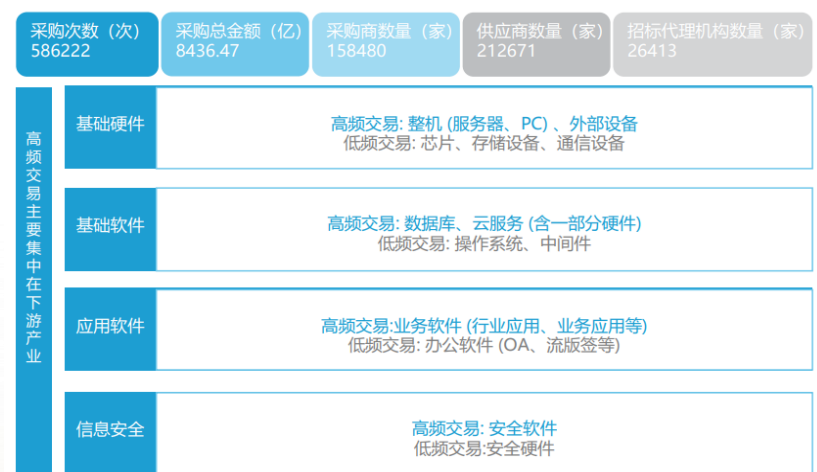 采购次数（次）
586222
采购总金额（亿）
8436.47
采购商数量（家）
158480
供应商数量（家）
212671
招标代理机构数量（家）
26413
高频交易主要集中在下游产业
基础硬件
高频交易: 整机 (服务器、PC) 、外部设备
低频交易: 芯片、存储设备、通信设备
基础软件
高频交易: 数据库、云服务 (含一部分硬件)
低频交易: 操作系统、中间件
应用软件
高频交易:业务软件 (行业应用、业务应用等)
低频交易: 办公软件 (OA、流版签等)
信息安全
高频交易: 安全软件
低频交易:安全硬件